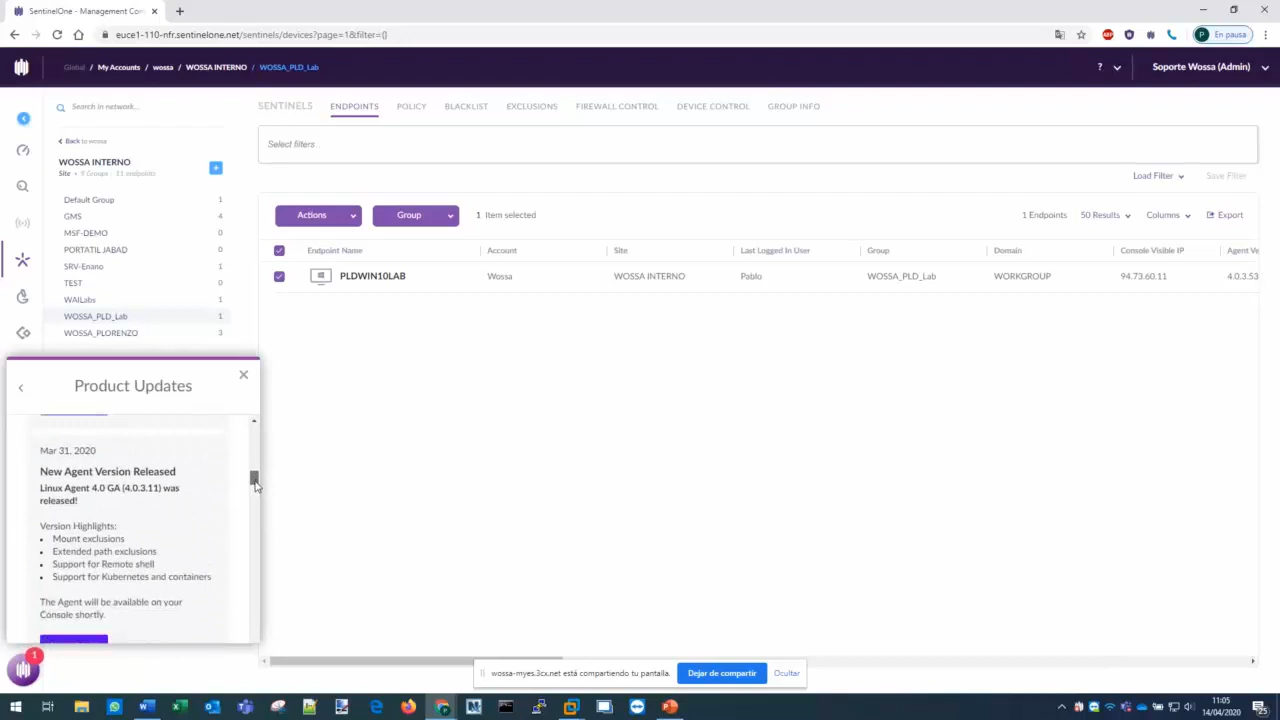 SentinelOne - Management Con
euce1-110-nfr.sentinelone.net/sentinels/devices?page=1&filter={}
ABP
P En pausa
Global / My Accounts / wossa / WOSSA INTERNO / WOSSA_PLD_Lab
?
Soporte Wossa (Admin)
Search in network...
SENTINELS ENDPOINTS POLICY BLACKLIST EXCLUSIONS FIREWALL CONTROL DEVICE CONTROL GROUP INFO
Back to wossa
Select filters
WOSSA INTERNO
Site • 9 Groups | 11 endpoints
Load Filter Save Filter
Default Group 1
GMS 4
MSF-DEMO 0
PORTATIL JABAD 0
SRV-Enano 1
TEST 0
WAILabs 1
WOSSA_PLD_Lab 1
WOSSA_PLORENZO 3
Actions Group 1 Item selected 1 Endpoints 50 Results Columns Export
Endpoint Name Account Site Last Logged In User Group Domain Console Visible IP Agent Ve
PLDWIN10LAB Wossa WOSSA INTERNO Pablo WOSSA_PLD_Lab WORKGROUP 94.73.60.11 4.0.3.53
Product Updates
Mar 31, 2020
New Agent Version Released
Linux Agent 4.0 GA (4.0.3.11) was
released!
Version Highlights:
• Mount exclusions
• Extended path exclusions
• Support for Remote shell
• Support for Kubernetes and containers
The Agent will be available on your
Console shortly.
1
wossa-myes.3cx.net está compartiendo tu pantalla. Dejar de compartir Ocultar
11:05
14/04/2020
25